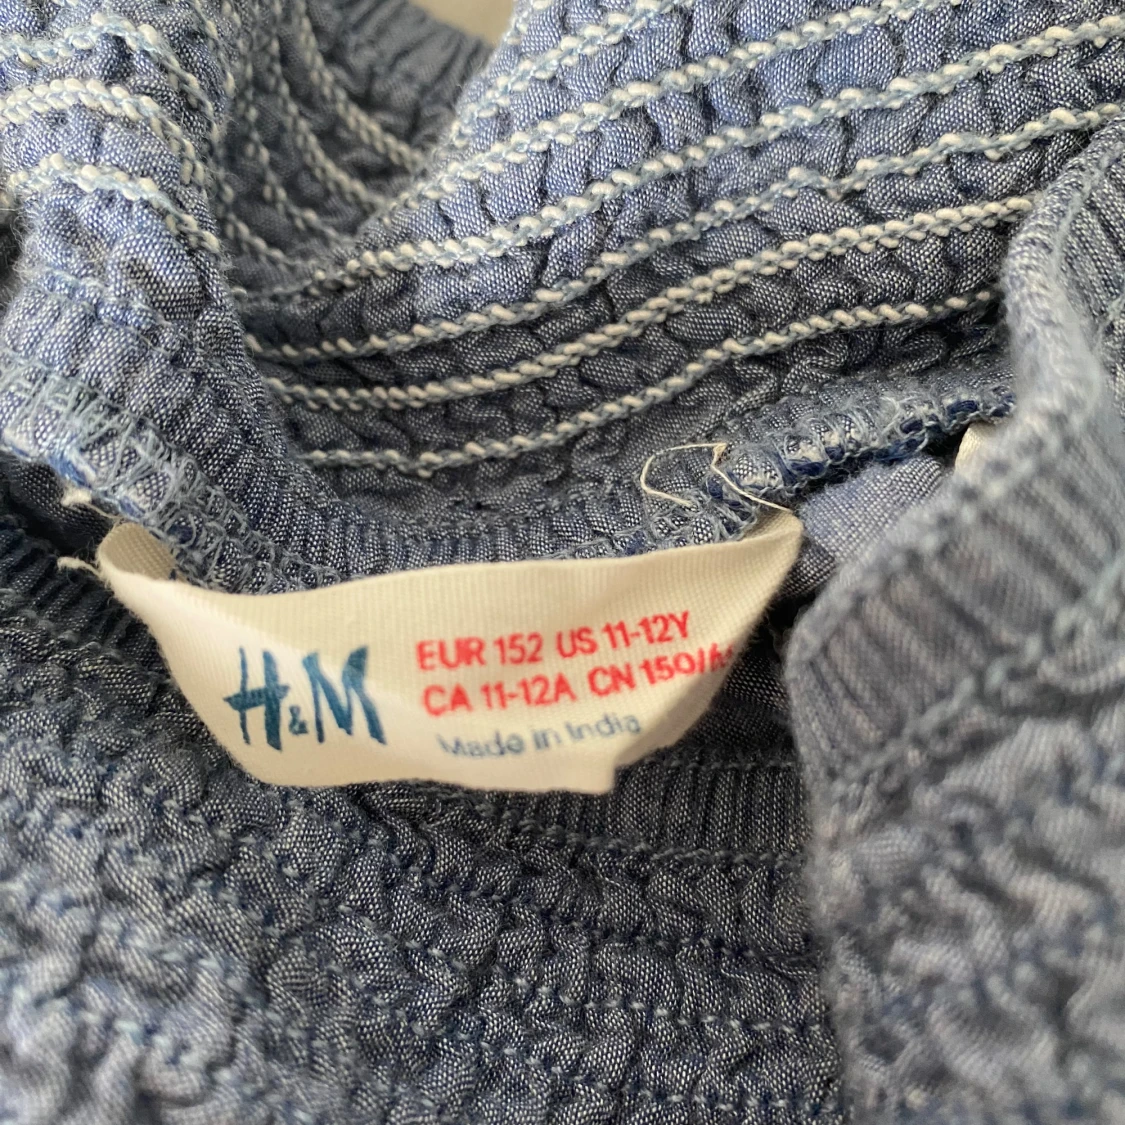 H&M
EUR 152 US 11-12Y
CA 11-12A CN 150/
Made in India